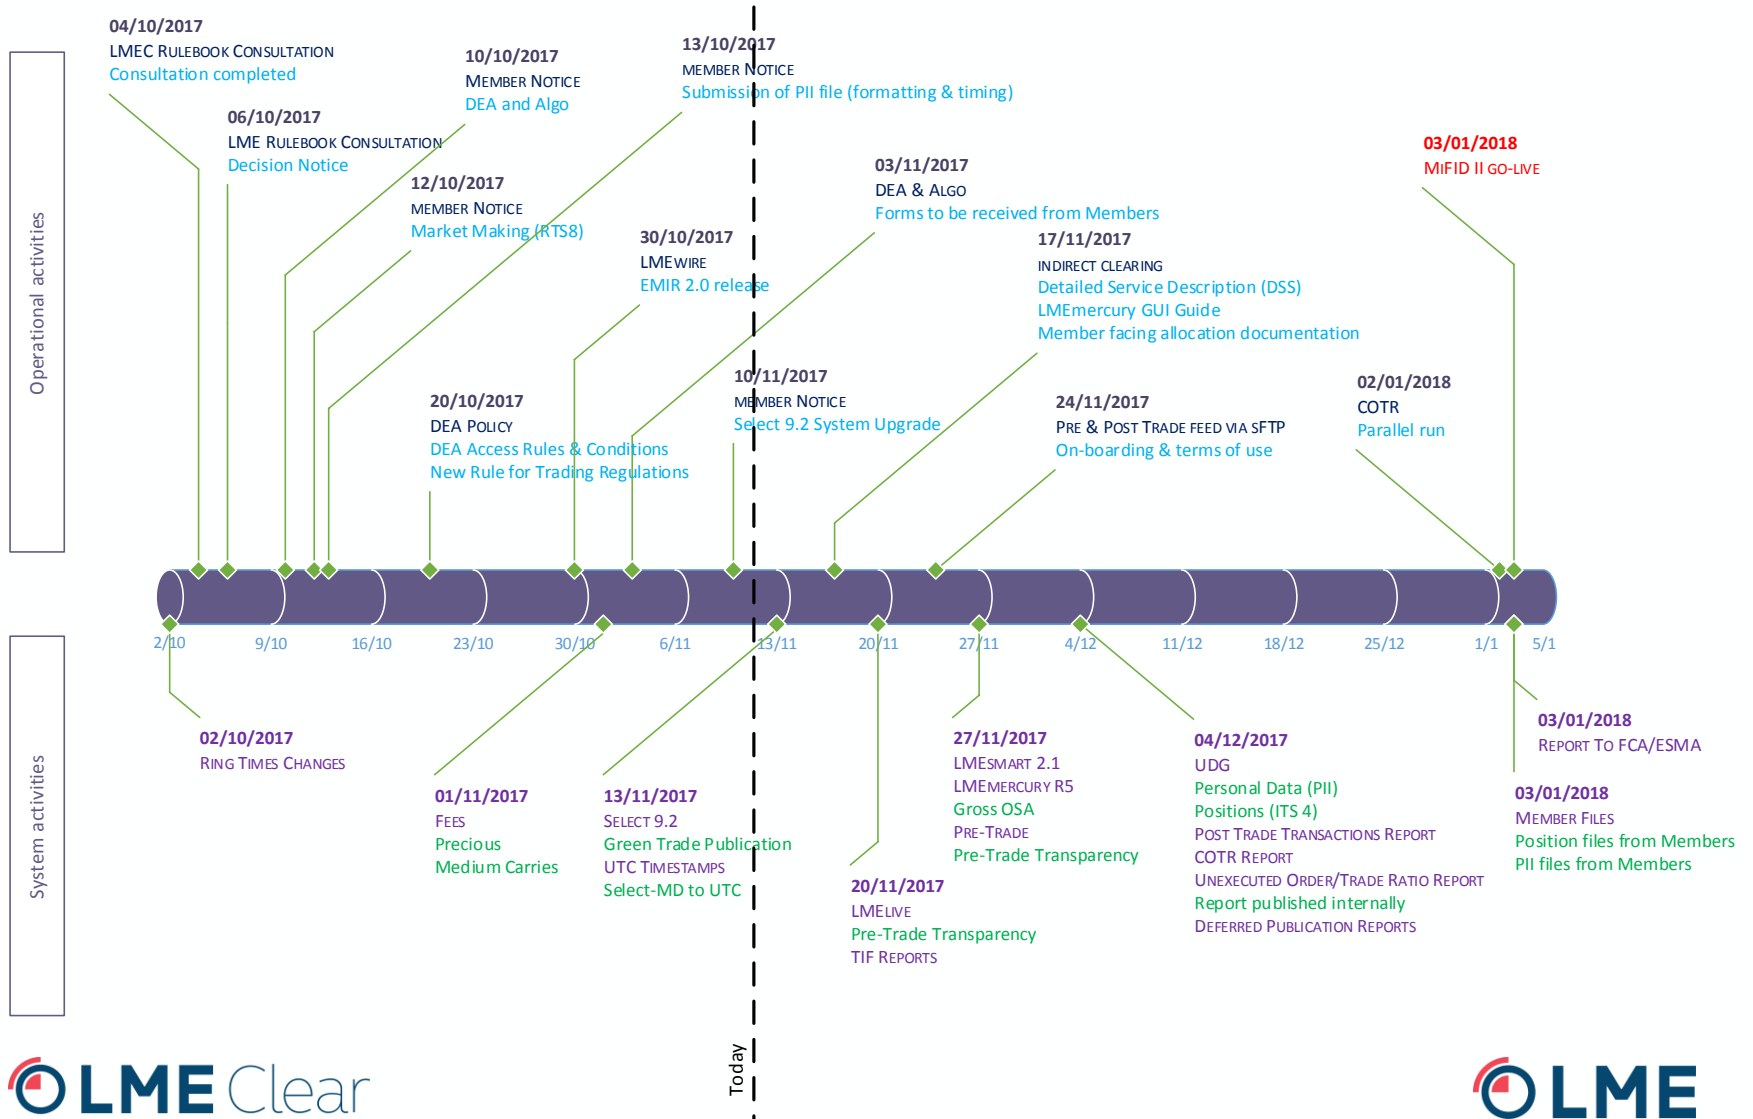 04/10/2017
LMEC RULEBOOK CONSULTATION
Consultation completed
06/10/2017
LME RULEBOOK CONSULTATION
Decision Notice
10/10/2017
MEMBER NOTICE
DEA and Algo
12/10/2017
MEMBER NOTICE
Market Making (RTS8)
13/10/2017
MEMBER NOTICE
Submission of PII file (formatting & timing)
20/10/2017
DEA POLICY
DEA Access Rules & Conditions
New Rule for Trading Regulations
30/10/2017
LMEWIRE
EMIR 2.0 release
03/11/2017
DEA & ALGO
Forms to be received from Members
10/11/2017
MEMBER NOTICE
Select 9.2 System Upgrade
17/11/2017
INDIRECT CLEARING
Detailed Service Description (DSS)
LMEmercury GUI Guide
Member facing allocation documentation
24/11/2017
PRE & POST TRADE FEED VIA SFTP
On-boarding & terms of use
02/01/2018
COTR
Parallel run
03/01/2018
MIFID II GO-LIVE
Operational activities
2/10
9/10
16/10
23/10
30/10
6/11
13/11
20/11
27/11
4/12
11/12
18/12
25/12
1/1
5/1
System activities
02/10/2017
RING TIMES CHANGES
01/11/2017
FEES
Precious
Medium Carries
13/11/2017
SELECT 9.2
Green Trade Publication
UTC TIMESTAMPS
Select-MD to UTC
20/11/2017
LMELIVE
Pre-Trade Transparency
TIF REPORTS
27/11/2017
LMESMART 2.1
LMEMERCURY R5
Gross OSA
PRE-TRADE
Pre-Trade Transparency
04/12/2017
UDG
Personal Data (PII)
Positions (ITS 4)
POST TRADE TRANSACTIONS REPORT
COTR REPORT
UNEXECUTED ORDER/TRADE RATIO REPORT
Report published internally
DEFERRED PUBLICATION REPORTS
03/01/2018
REPORT TO FCA/ESMA
03/01/2018
MEMBER FILES
Position files from Members
PII files from Members
Today
LME Clear
LME